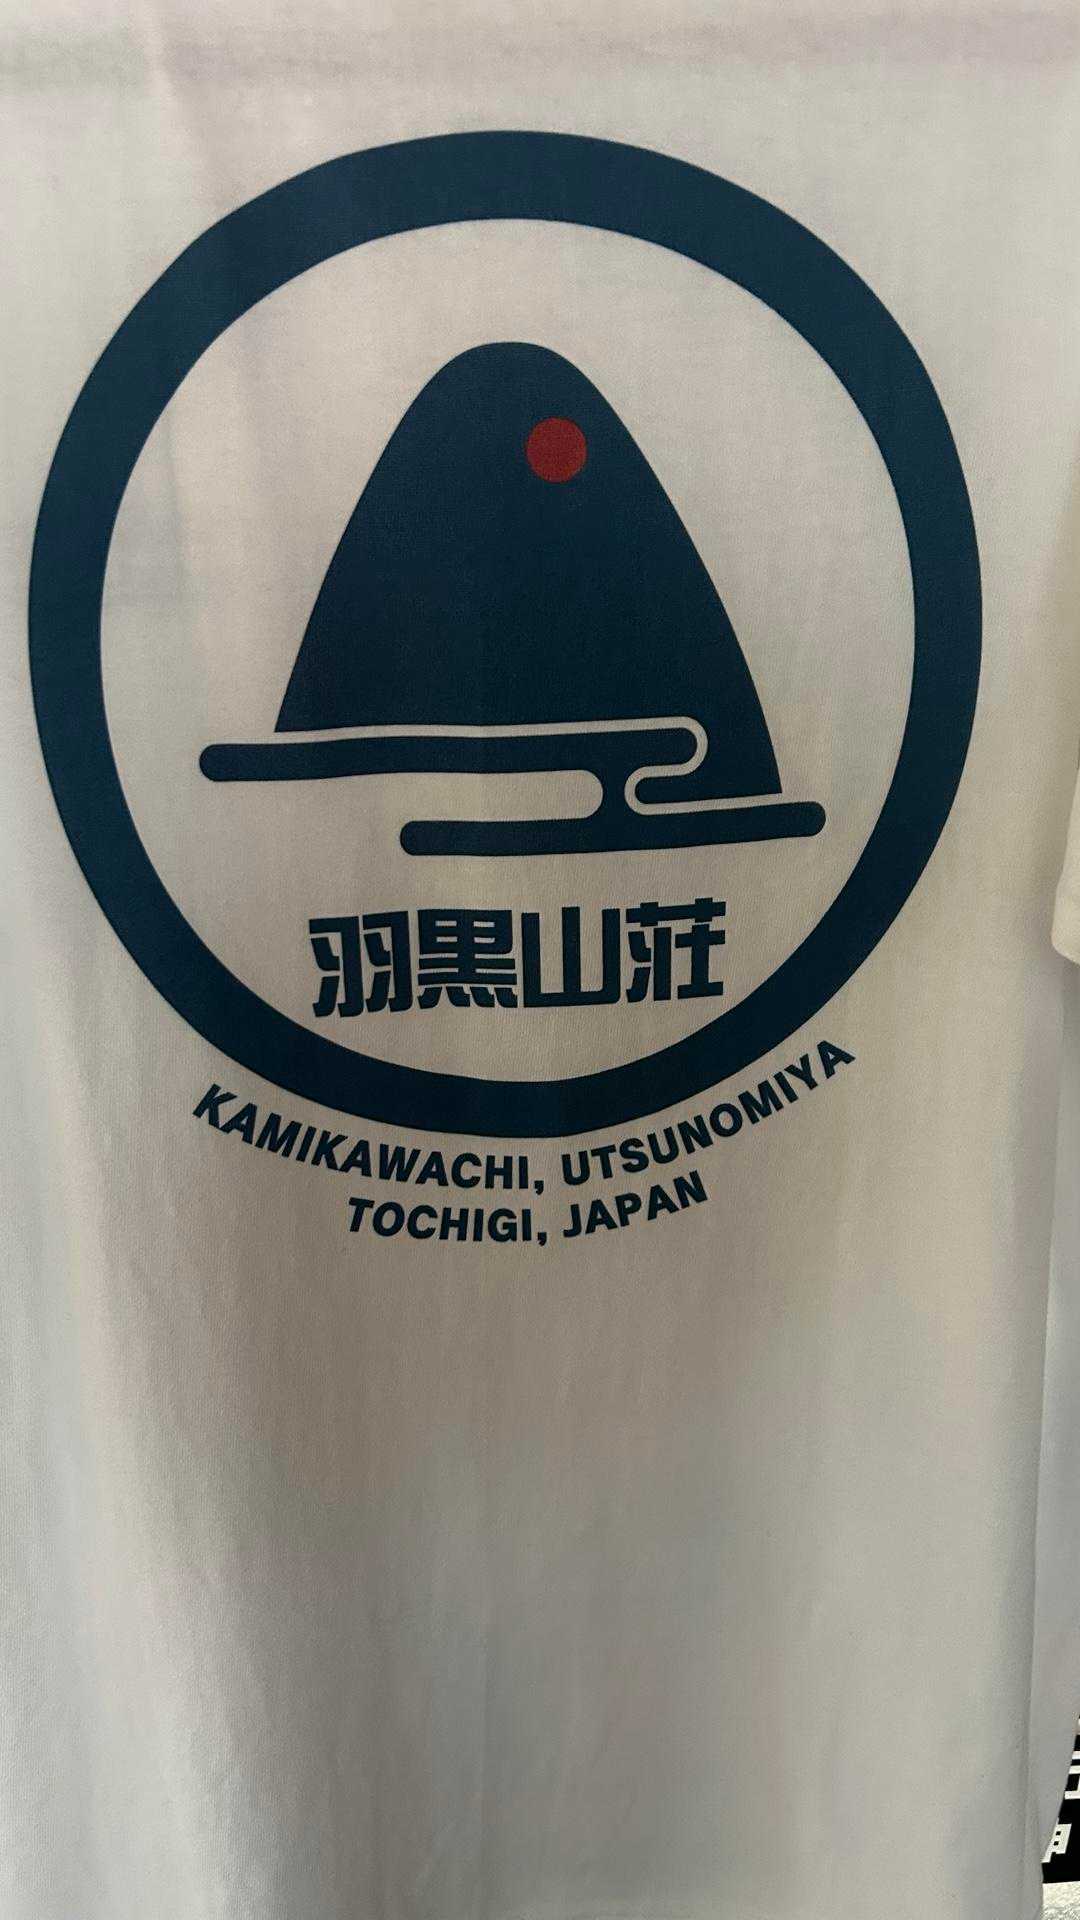 羽黒山荘
KAMIKAWACHI, UTSUNOMIYA
TOCHIGI, JAPAN